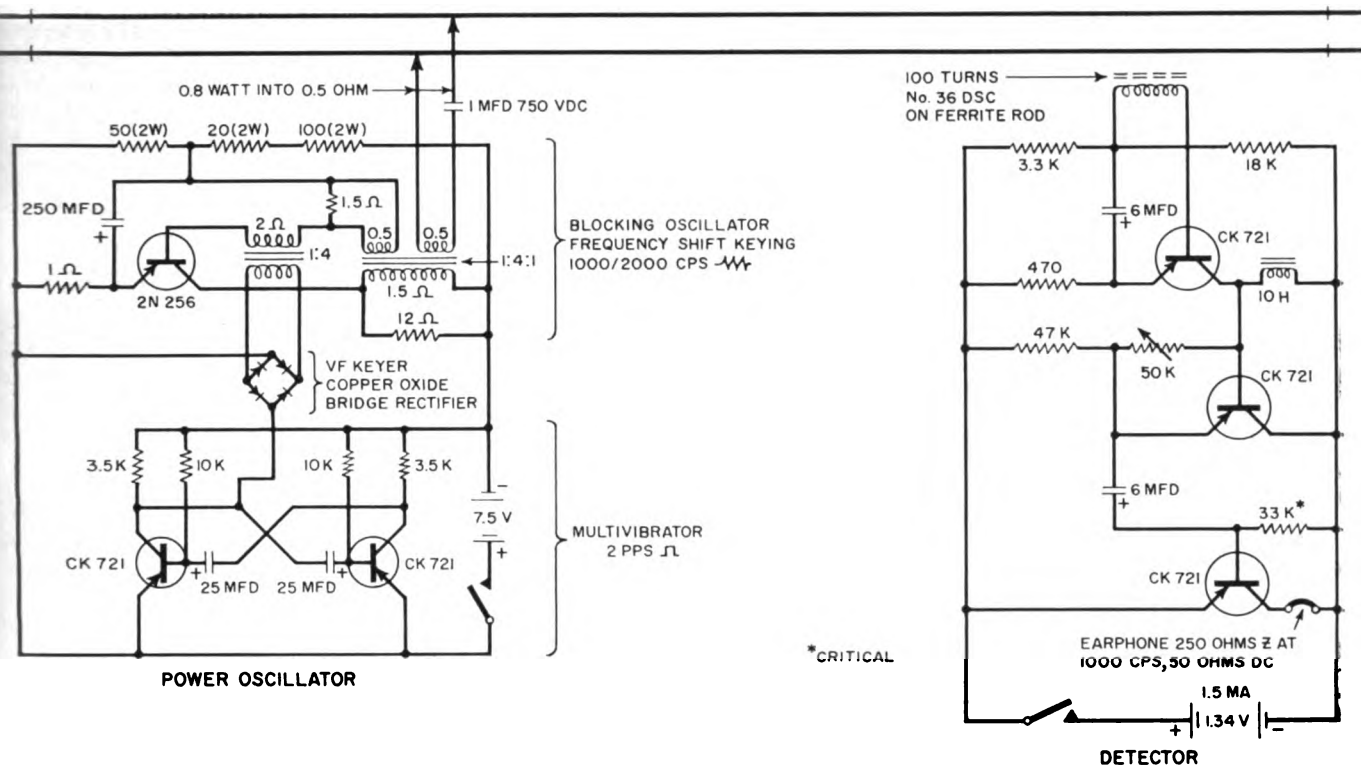 0.8 WATT INTO 0.5 OHM
1 MFD 750 VDC
50(2W) 20(2W) 100(2W)
250 MFD
+
1.5 Ω
2 Ω
0.5
0.5
1:4
1:4:1
1 Ω
2N 256
1.5 Ω
12 Ω
BLOCKING OSCILLATOR
FREQUENCY SHIFT KEYING
1000/2000 CPS
VF KEYER
COPPER OXIDE
BRIDGE RECTIFIER
3.5K
10K
10K
3.5K
−
7.5 V
+
MULTIVIBRATOR
2 PPS
CK 721
+
25 MFD
25 MFD
+
CK 721
POWER OSCILLATOR
100 TURNS
No. 36 DSC
ON FERRITE ROD
3.3 K
18 K
6 MFD
+
CK 721
470
10 H
47 K
50 K
CK 721
6 MFD
+
33 K*
CK 721
*CRITICAL
EARPHONE 250 OHMS Z AT
1000 CPS, 50 OHMS DC
1.5 MA
+ 1.34 V −
DETECTOR